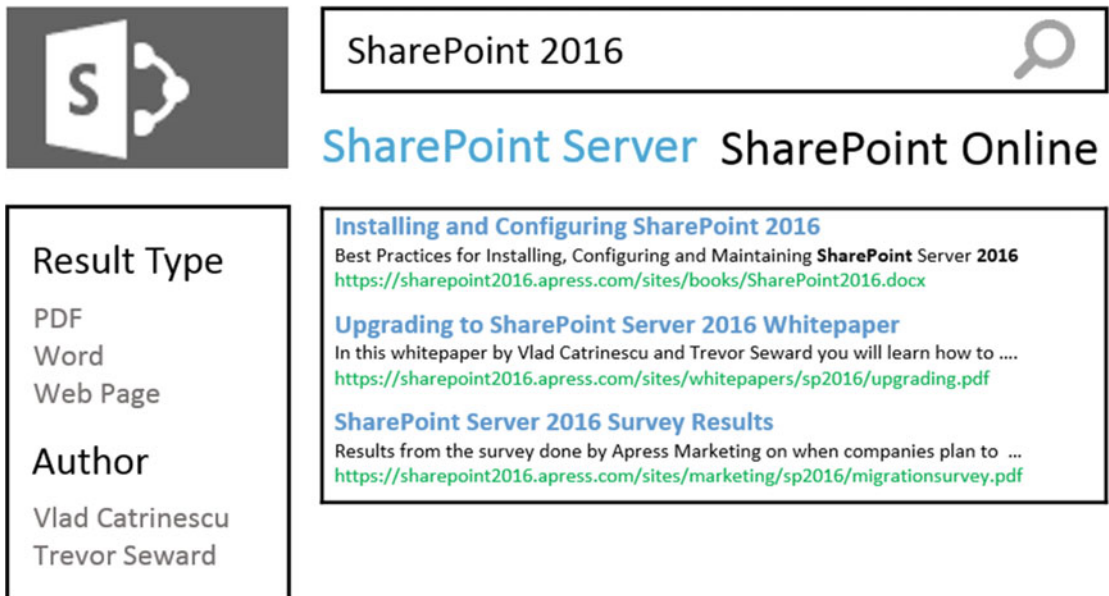 S
SharePoint 2016
SharePoint Server SharePoint Online
Result Type
PDF
Word
Web Page
Author
Vlad Catrinescu
Trevor Seward
Installing and Configuring SharePoint 2016
Best Practices for Installing, Configuring and Maintaining SharePoint Server 2016
https://sharepoint2016.apress.com/sites/books/SharePoint2016.docx
Upgrading to SharePoint Server 2016 Whitepaper
In this whitepaper by Vlad Catrinescu and Trevor Seward you will learn how to ....
https://sharepoint2016.apress.com/sites/whitepapers/sp2016/upgrading.pdf
SharePoint Server 2016 Survey Results
Results from the survey done by Apress Marketing on when companies plan to ...
https://sharepoint2016.apress.com/sites/marketing/sp2016/migrationsurvey.pdf